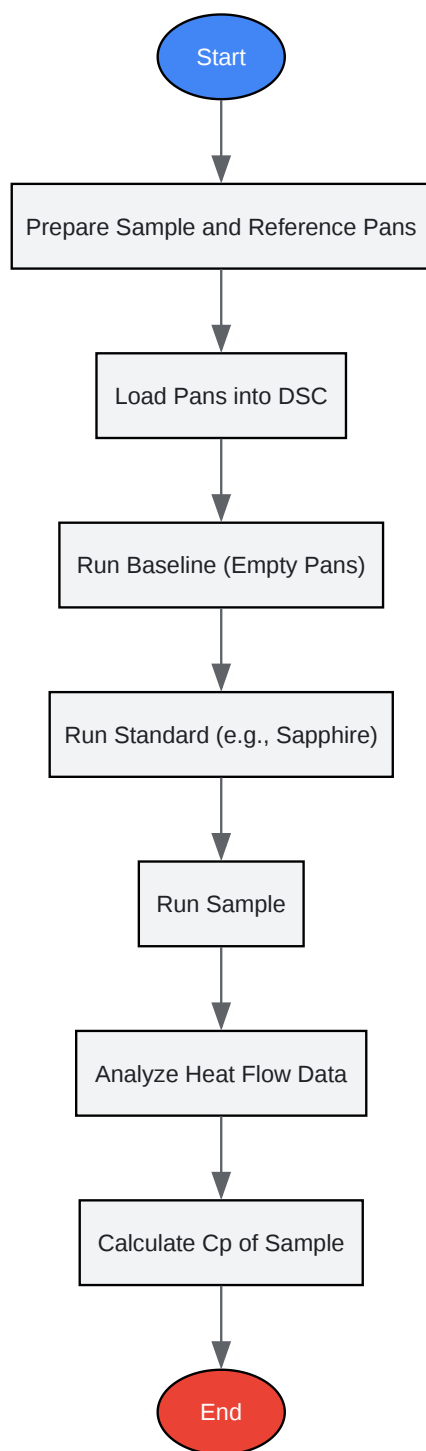 Start
Prepare Sample and Reference Pans
Load Pans into DSC
Run Baseline (Empty Pans)
Run Standard (e.g., Sapphire)
Run Sample
Analyze Heat Flow Data
Calculate Cp of Sample
End